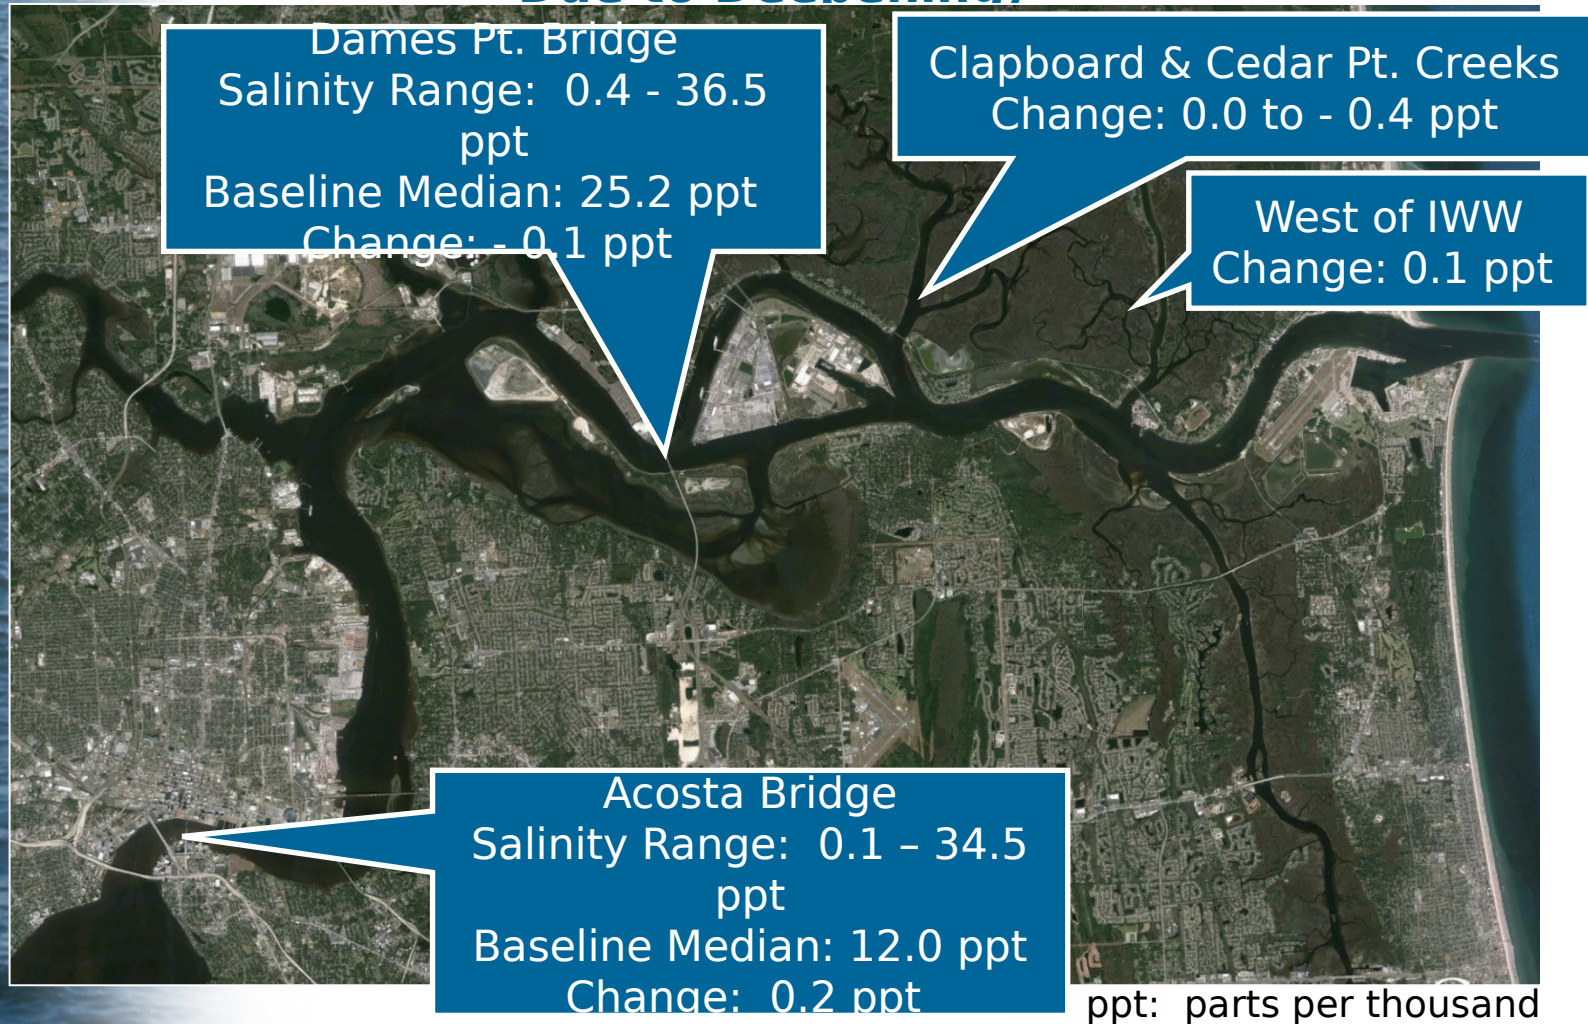 Due to Deepening)
Dames Pt. Bridge
Salinity Range:  0.4 - 36.5
ppt
Baseline Median: 25.2 ppt
Change: - 0.1 ppt
Clapboard & Cedar Pt. Creeks
Change: 0.0 to - 0.4 ppt
West of IWW
Change: 0.1 ppt
Acosta Bridge
Salinity Range:  0.1 – 34.5
ppt
Baseline Median: 12.0 ppt
Change:  0.2 ppt
ppt:  parts per thousand